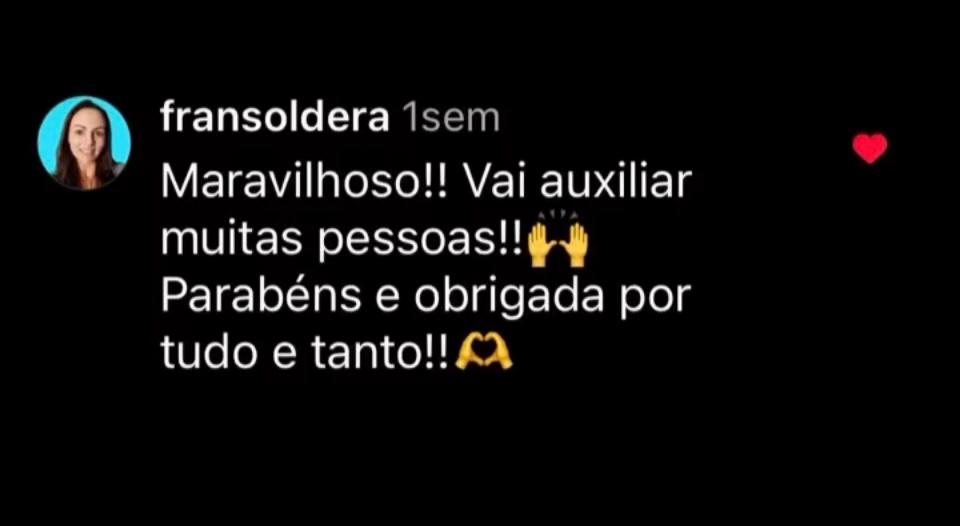 fransoldera 1sem
Maravilhoso!! Vai auxiliar
muitas pessoas!!🙌
Parabéns e obrigada por
tudo e tanto!!🫶